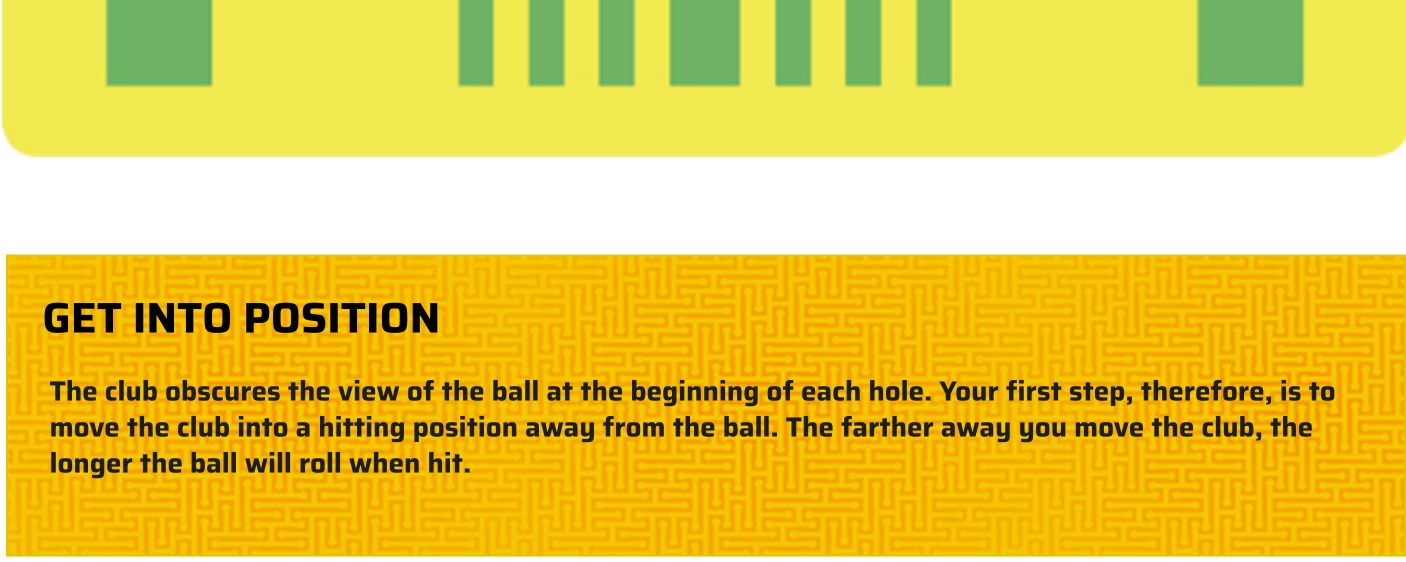 GET INTO POSITION
The club obscures the view of the ball at the beginning of each hole. Your first step, therefore, is to
move the club into a hitting position away from the ball. The farther away you move the club, the
longer the ball will roll when hit.